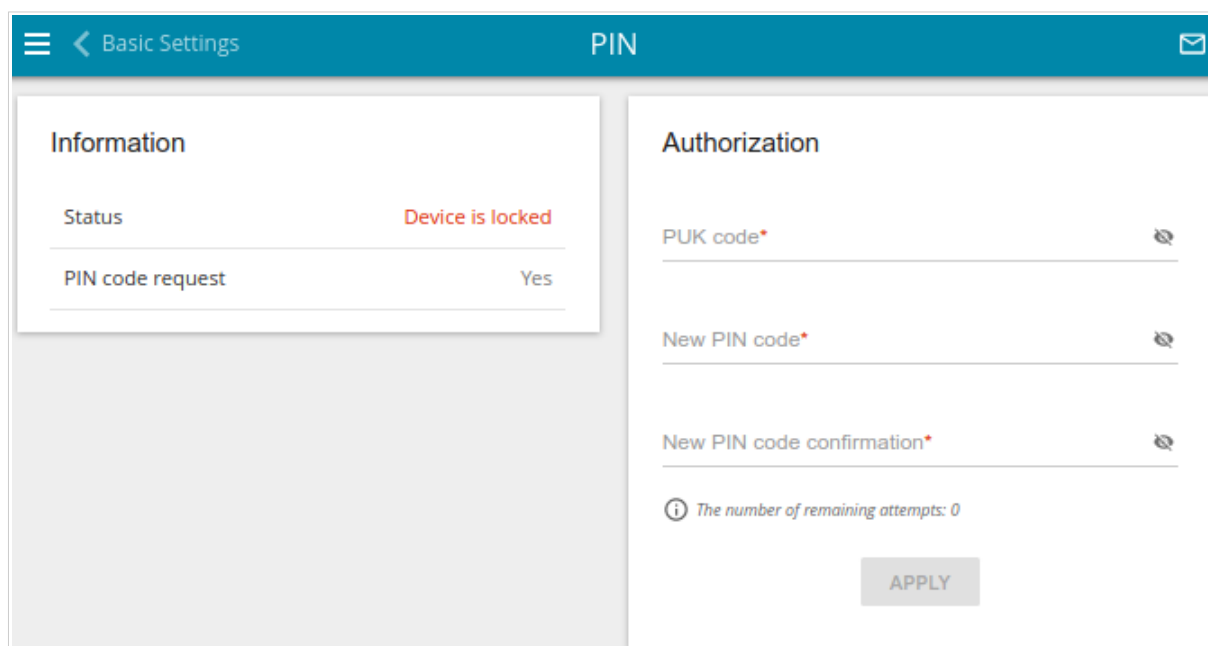 Basic Settings
PIN
Information
Status Device is locked
PIN code request Yes
Authorization
PUK code*
New PIN code*
New PIN code confirmation*
The number of remaining attempts: 0
APPLY